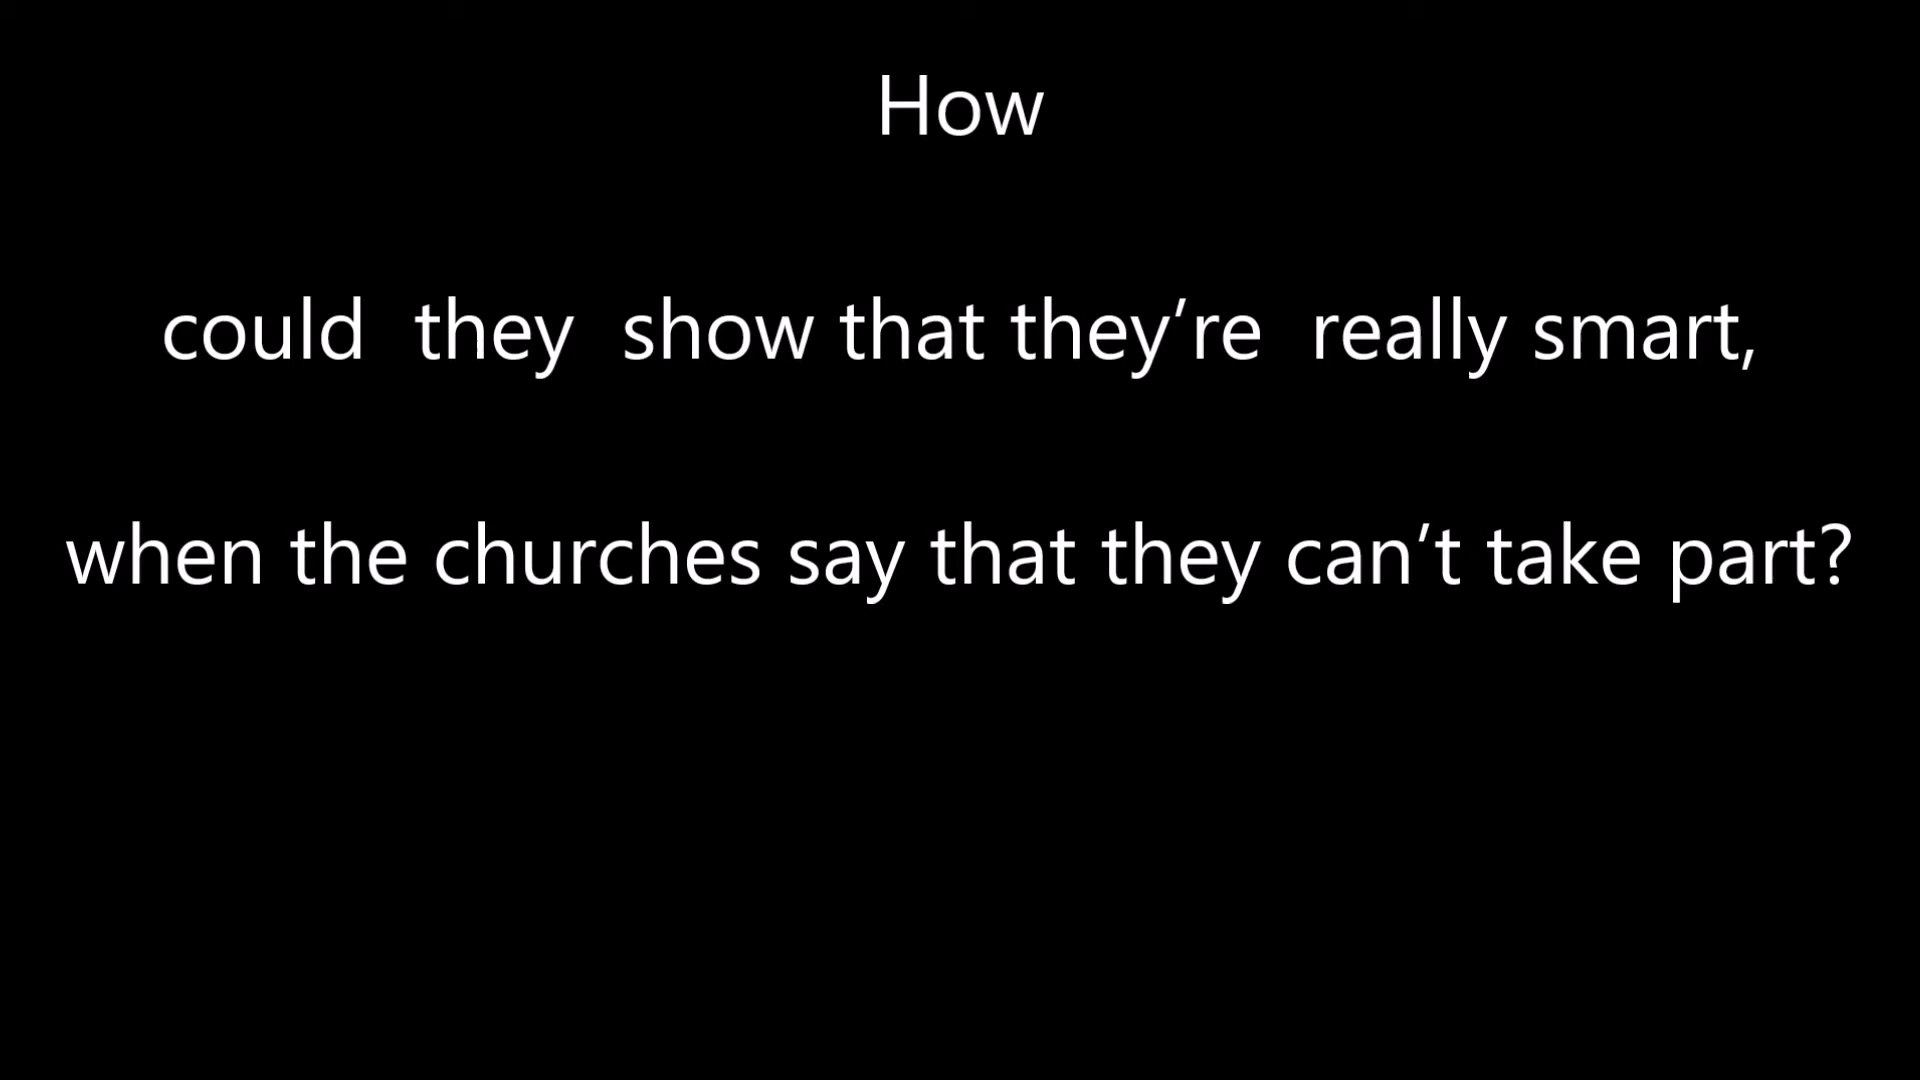 How
could they show that they’re really smart,
when the churches say that they can’t take part?